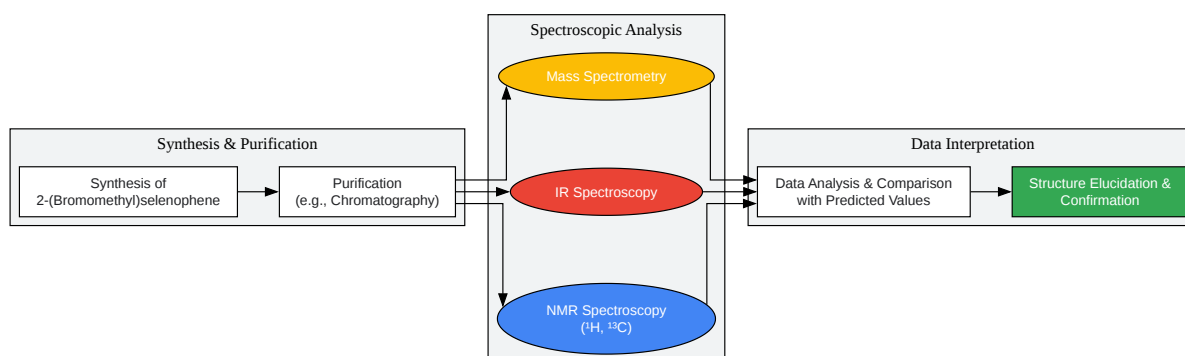 Synthesis & Purification
Synthesis of
2-(Bromomethyl)selenophene
Purification
(e.g., Chromatography)
Spectroscopic Analysis
Mass Spectrometry
IR Spectroscopy
NMR Spectroscopy
(¹H, ¹³C)
Data Interpretation
Data Analysis & Comparison
with Predicted Values
Structure Elucidation &
Confirmation